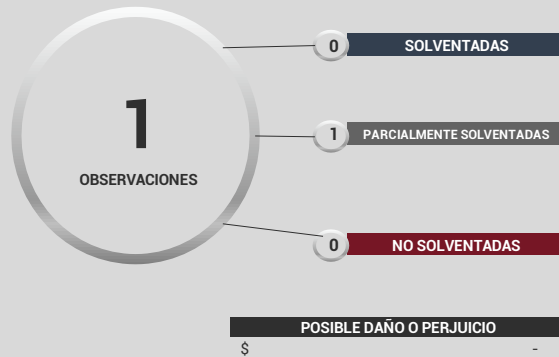 0 SOLVENTADAS
1
OBSERVACIONES
1 PARCIALMENTE SOLVENTADAS
0 NO SOLVENTADAS
POSIBLE DAÑO O PERJUICIO
$ -